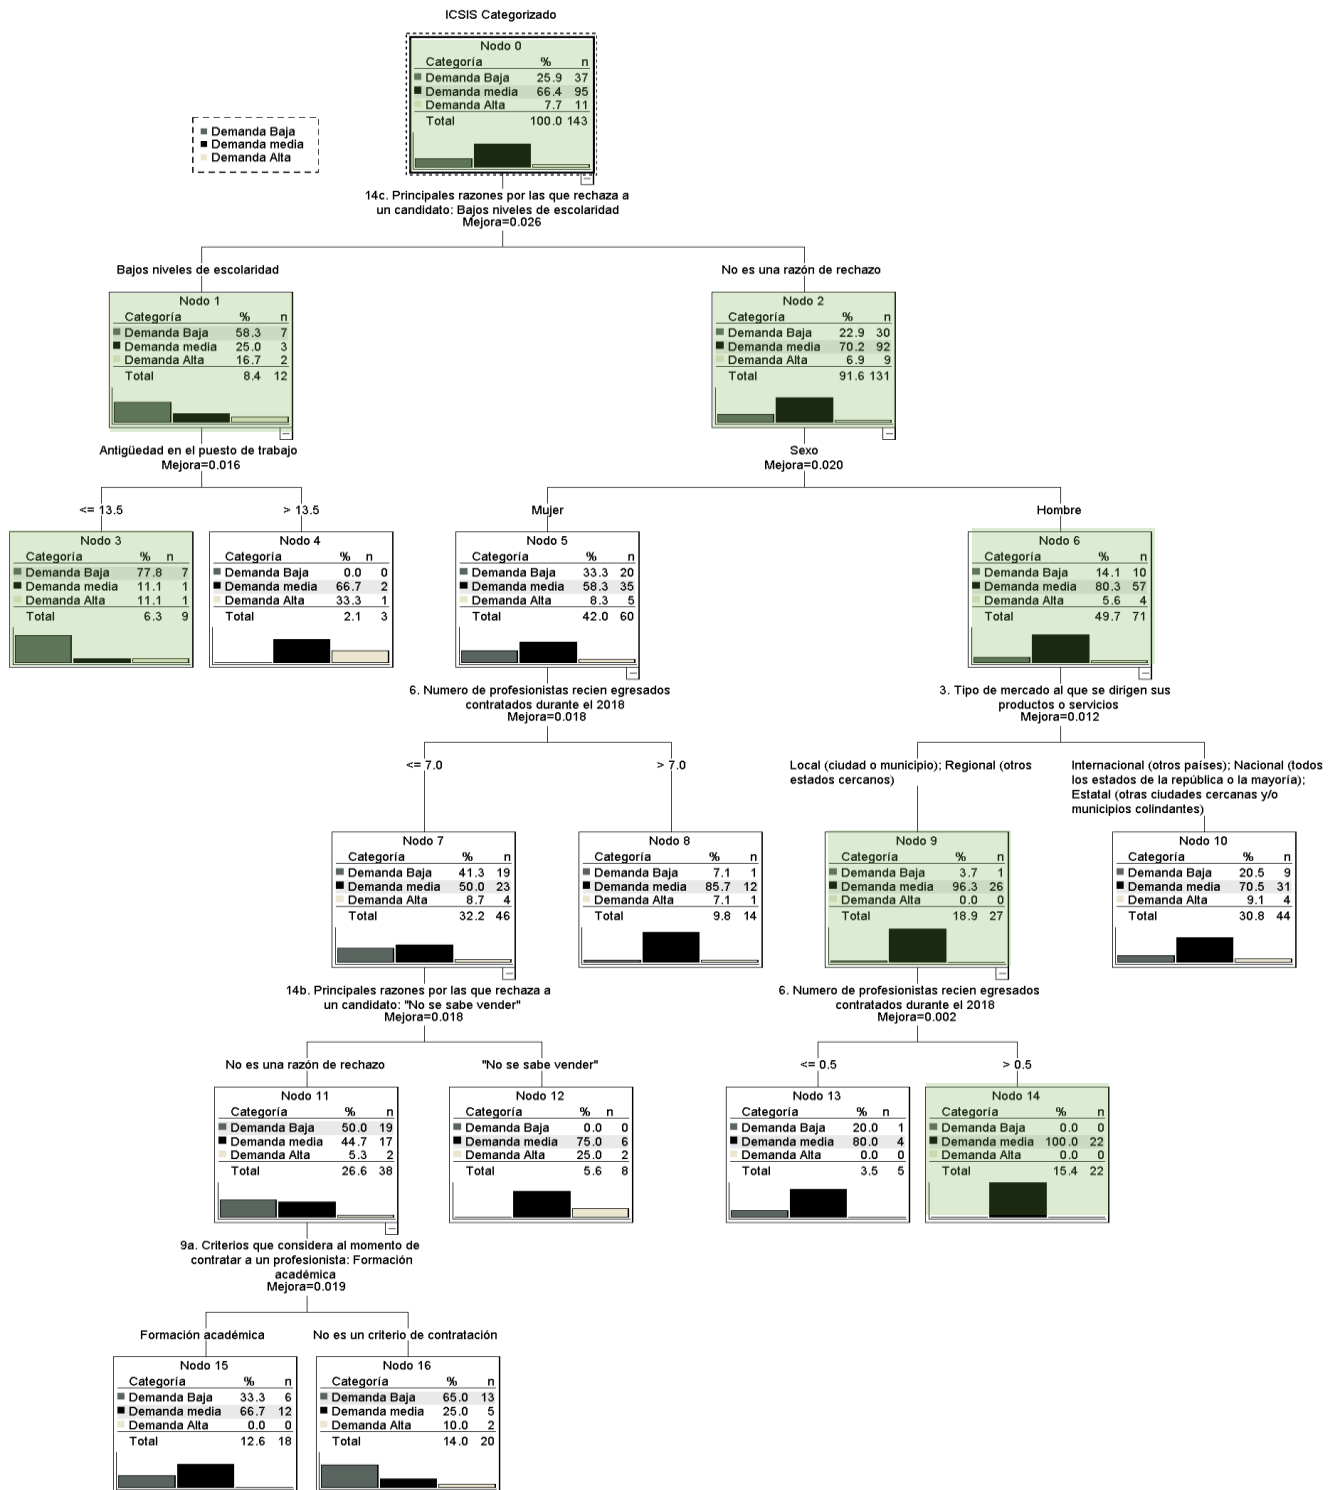 ICSIS Categorizado
Nodo 0
Categoría % n
Demanda Baja 25.9 37
Demanda media 66.4 95
Demanda Alta 7.7 11
Total 100.0 143
Demanda Baja
Demanda media
Demanda Alta
14c. Principales razones por las que rechaza a
un candidato: Bajos niveles de escolaridad
Mejora=0.026
Bajos niveles de escolaridad
No es una razón de rechazo
Nodo 1
Categoría % n
Demanda Baja 58.3 7
Demanda media 25.0 3
Demanda Alta 16.7 2
Total 8.4 12
Nodo 2
Categoría % n
Demanda Baja 22.9 30
Demanda media 70.2 92
Demanda Alta 6.9 9
Total 91.6 131
Antigüedad en el puesto de trabajo
Mejora=0.016
Sexo
Mejora=0.020
<= 13.5
> 13.5
Mujer
Hombre
Nodo 3
Categoría % n
Demanda Baja 77.8 7
Demanda media 11.1 1
Demanda Alta 11.1 1
Total 6.3 9
Nodo 4
Categoría % n
Demanda Baja 0.0 0
Demanda media 66.7 2
Demanda Alta 33.3 1
Total 2.1 3
Nodo 5
Categoría % n
Demanda Baja 33.3 20
Demanda media 58.3 35
Demanda Alta 8.3 5
Total 42.0 60
Nodo 6
Categoría % n
Demanda Baja 14.1 10
Demanda media 80.3 57
Demanda Alta 5.6 4
Total 49.7 71
6. Numero de profesionistas recien egresados
contratados durante el 2018
Mejora=0.018
3. Tipo de mercado al que se dirigen sus
productos o servicios
Mejora=0.012
<= 7.0
> 7.0
Local (ciudad o municipio); Regional (otros
estados cercanos)
Internacional (otros países); Nacional (todos
los estados de la república o la mayoría);
Estatal (otras ciudades cercanas y/o
municipios colindantes)
Nodo 7
Categoría % n
Demanda Baja 41.3 19
Demanda media 50.0 23
Demanda Alta 8.7 4
Total 32.2 46
Nodo 8
Categoría % n
Demanda Baja 7.1 1
Demanda media 85.7 12
Demanda Alta 7.1 1
Total 9.8 14
Nodo 9
Categoría % n
Demanda Baja 3.7 1
Demanda media 96.3 26
Demanda Alta 0.0 0
Total 18.9 27
Nodo 10
Categoría % n
Demanda Baja 20.5 9
Demanda media 70.5 31
Demanda Alta 9.1 4
Total 30.8 44
14b. Principales razones por las que rechaza a
un candidato: "No se sabe vender"
Mejora=0.018
6. Numero de profesionistas recien egresados
contratados durante el 2018
Mejora=0.002
No es una razón de rechazo
"No se sabe vender"
<= 0.5
> 0.5
Nodo 11
Categoría % n
Demanda Baja 50.0 19
Demanda media 44.7 17
Demanda Alta 5.3 2
Total 26.6 38
Nodo 12
Categoría % n
Demanda Baja 0.0 0
Demanda media 75.0 6
Demanda Alta 25.0 2
Total 5.6 8
Nodo 13
Categoría % n
Demanda Baja 20.0 1
Demanda media 80.0 4
Demanda Alta 0.0 0
Total 3.5 5
Nodo 14
Categoría % n
Demanda Baja 0.0 0
Demanda media 100.0 22
Demanda Alta 0.0 0
Total 15.4 22
9a. Criterios que considera al momento de
contratar a un profesionista: Formación
académica
Mejora=0.019
Formación académica
No es un criterio de contratación
Nodo 15
Categoría % n
Demanda Baja 33.3 6
Demanda media 66.7 12
Demanda Alta 0.0 0
Total 12.6 18
Nodo 16
Categoría % n
Demanda Baja 65.0 13
Demanda media 25.0 5
Demanda Alta 10.0 2
Total 14.0 20